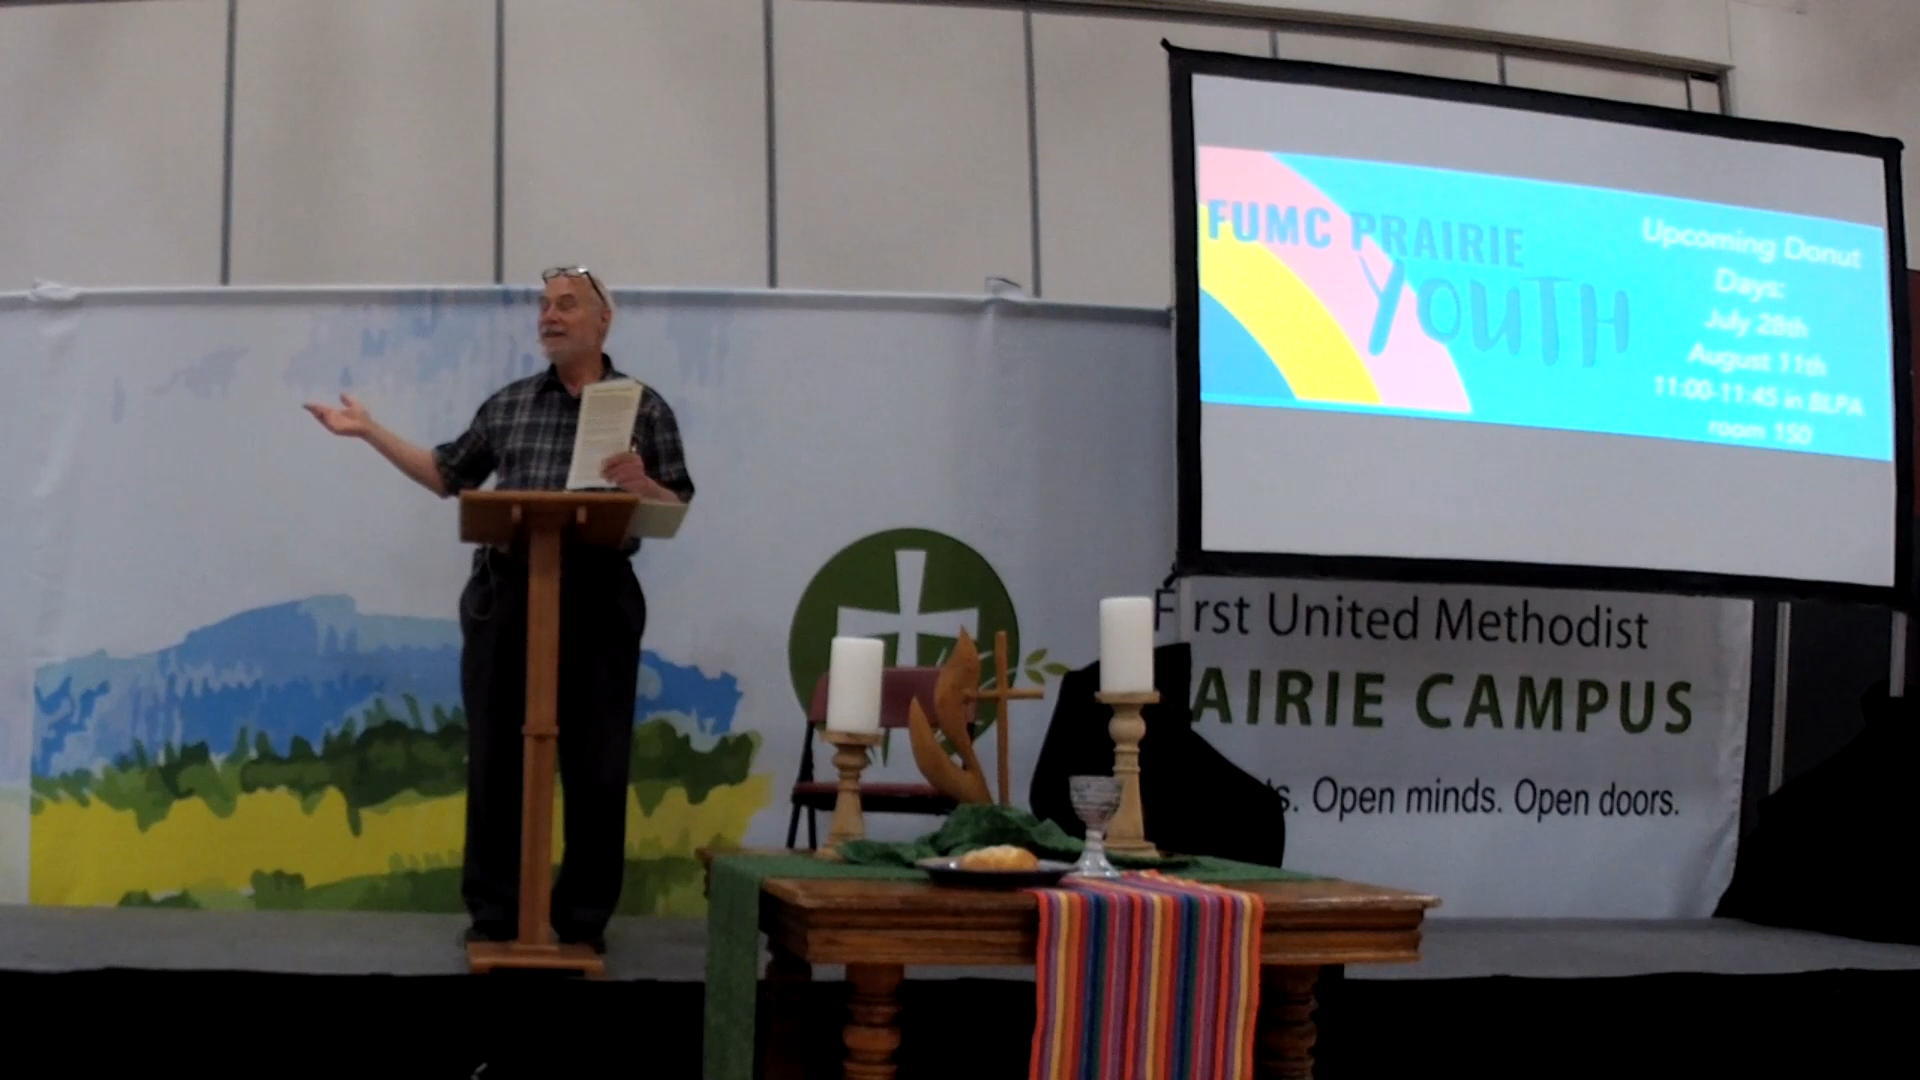 FUMC PRAIRIE
YOUTH
Upcoming Donut
Days:
July 28th
August 11th
11:00-11:45 in BLPA
room 150
First United Methodist
AIRIE CAMPUS
s. Open minds. Open doors.